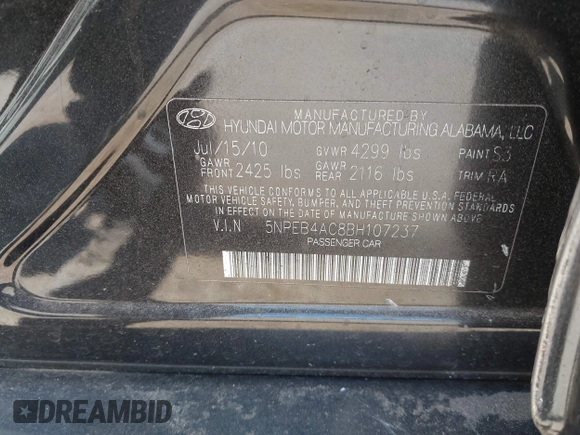 MANUFACTURED BY
HYUNDAI MOTOR MANUFACTURING ALABAMA, LLC
Jul/15/10 GVWR 4299 lbs PAINT S3
GAWR FRONT 2425 lbs GAWR REAR 2116 lbs TRIM RA
THIS VEHICLE CONFORMS TO ALL APPLICABLE U.S.A. FEDERAL
MOTOR VEHICLE SAFETY, BUMPER, AND THEFT PREVENTION STANDARDS
IN EFFECT ON THE DATE OF MANUFACTURE SHOWN ABOVE
V.I.N 5NPEB4AC8BH107237
PASSENGER CAR
DREAMBID